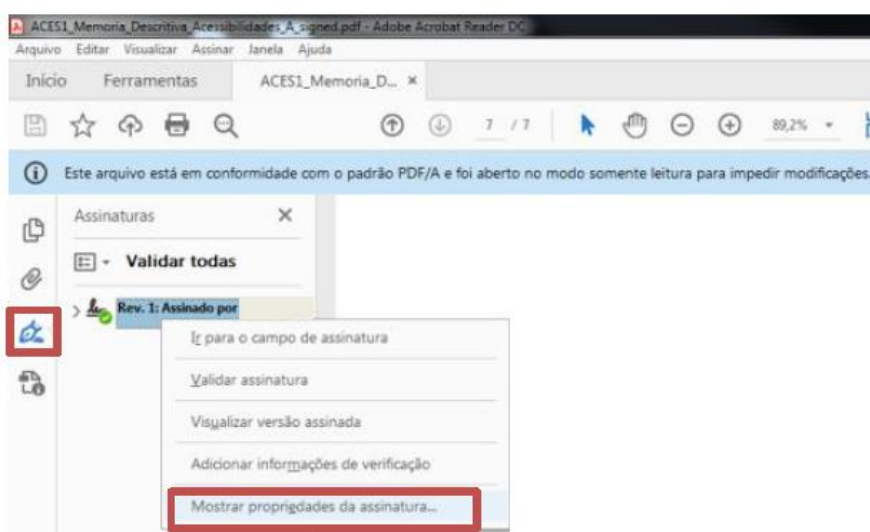 ACES1_Memoria_Descritiva_Acessibilidades_A_signed.pdf - Adobe Acrobat Reader DC
Arquivo Editar Visualizar Assinar Janela Ajuda
Início Ferramentas ACES1_Memoria_D... ×
7 / 7 89,2%
Este arquivo está em conformidade com o padrão PDF/A e foi aberto no modo somente leitura para impedir modificações.
Assinaturas ×
Validar todas
Rev. 1: Assinado por
Ir para o campo de assinatura
Validar assinatura
Visualizar versão assinada
Adicionar informações de verificação
Mostrar propriedades da assinatura...